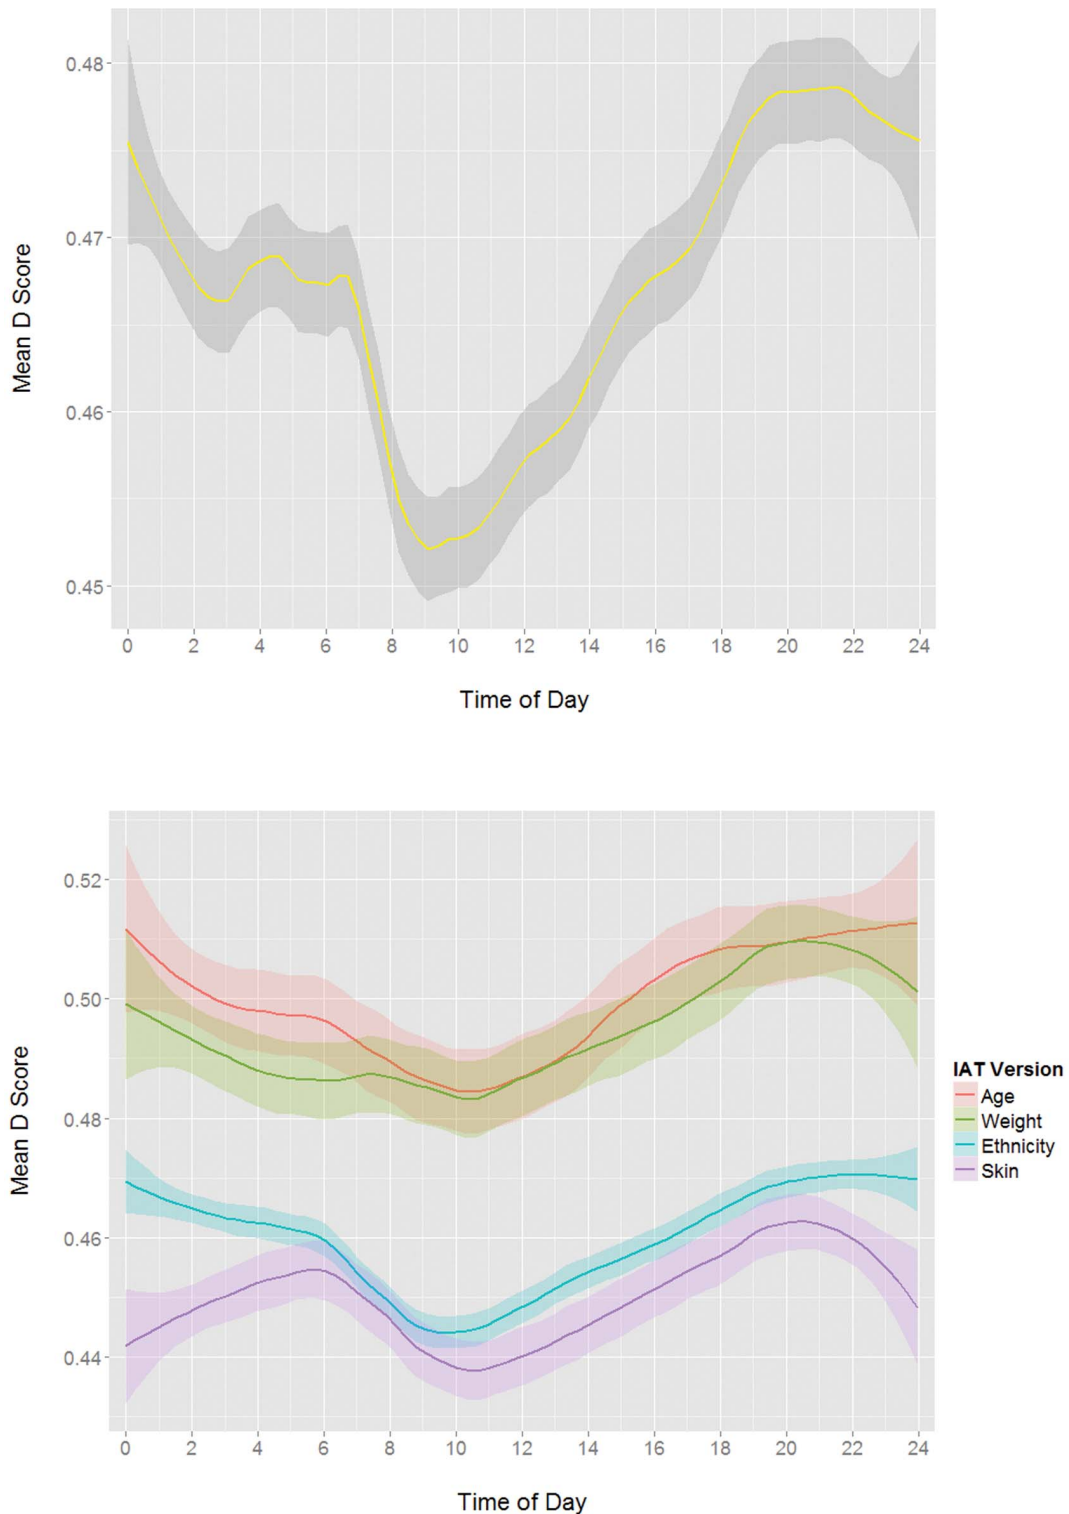 Mean D Score
0.48
0.47
0.46
0.45
0 2 4 6 8 10 12 14 16 18 20 22 24
Time of Day
Mean D Score
0.52
0.50
0.48
0.46
0.44
0 2 4 6 8 10 12 14 16 18 20 22 24
Time of Day
IAT Version
Age
Weight
Ethnicity
Skin